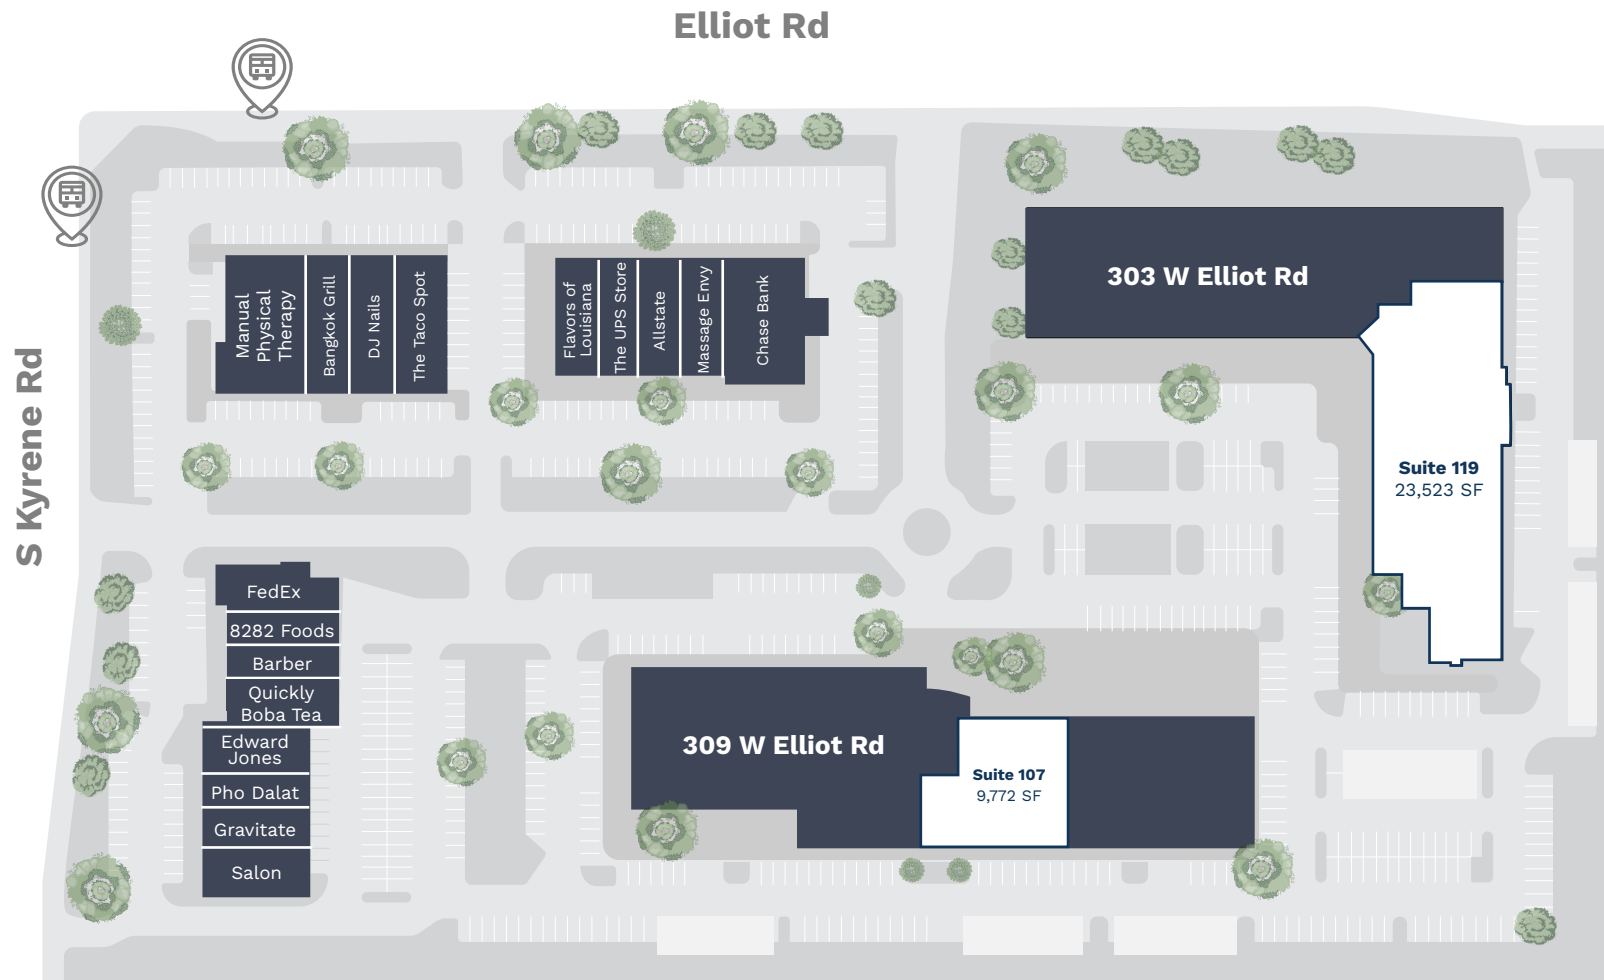 Elliot Rd
S Kyrene Rd
Manual
Physical
Therapy
Bangkok Grill
DJ Nails
The Taco Spot
Flavors of
Louisiana
The UPS Store
Allstate
Massage Envy
Chase Bank
303 W Elliot Rd
Suite 119
23,523 SF
FedEx
8282 Foods
Barber
Quickly
Boba Tea
Edward
Jones
Pho Dalat
Gravitate
Salon
309 W Elliot Rd
Suite 107
9,772 SF